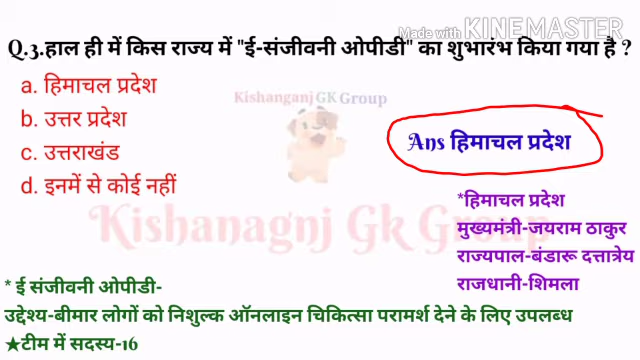 Made with KINEMASTER
Q.3.हाल ही में किस राज्य में "ई-संजीवनी ओपीडी" का शुभारंभ किया गया है ?
a. हिमाचल प्रदेश
b. उत्तर प्रदेश
c. उत्तराखंड
d. इनमें से कोई नहीं
Kishanganj GK Group
Ans हिमाचल प्रदेश
*हिमाचल प्रदेश
मुख्यमंत्री-जयराम ठाकुर
राज्यपाल-बंडारू दत्तात्रेय
राजधानी-शिमला
Kishanagnj Gk Group
* ई संजीवनी ओपीडी-
उद्देश्य-बीमार लोगों को निशुल्क ऑनलाइन चिकित्सा परामर्श देने के लिए उपलब्ध
★टीम में सदस्य-16